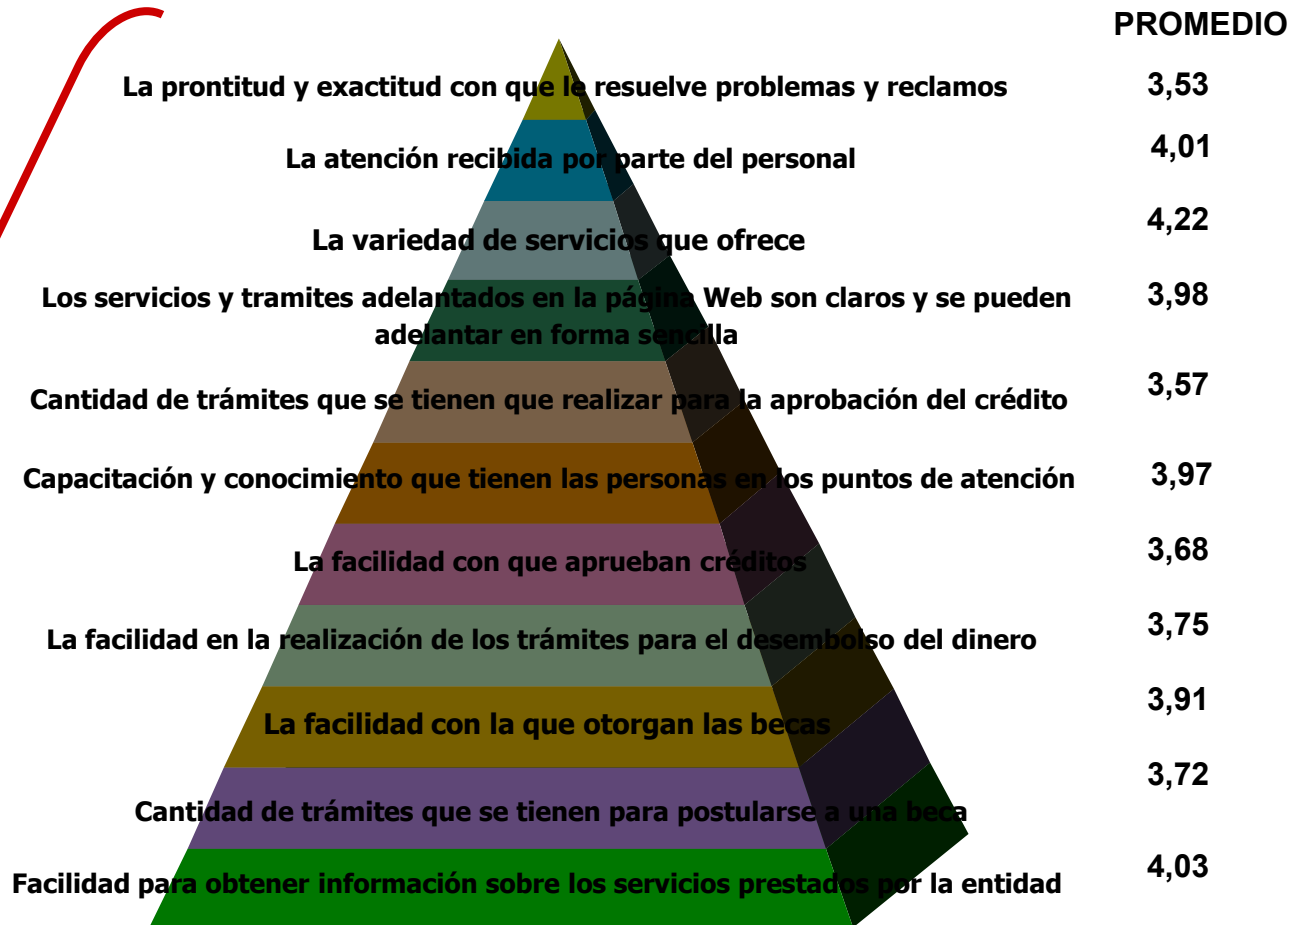 PROMEDIO
La prontitud y exactitud con que le resuelve problemas y reclamos 3,53
La atención recibida por parte del personal 4,01
La variedad de servicios que ofrece 4,22
Los servicios y tramites adelantados en la página Web son claros y se pueden 3,98
adelantar en forma sencilla
Cantidad de trámites que se tienen que realizar para la aprobación del crédito 3,57
Capacitación y conocimiento que tienen las personas en los puntos de atención 3,97
La facilidad con que aprueban créditos 3,68
La facilidad en la realización de los trámites para el desembolso del dinero 3,75
La facilidad con la que otorgan las becas 3,91
Cantidad de trámites que se tienen para postularse a una beca 3,72
Facilidad para obtener información sobre los servicios prestados por la entidad 4,03